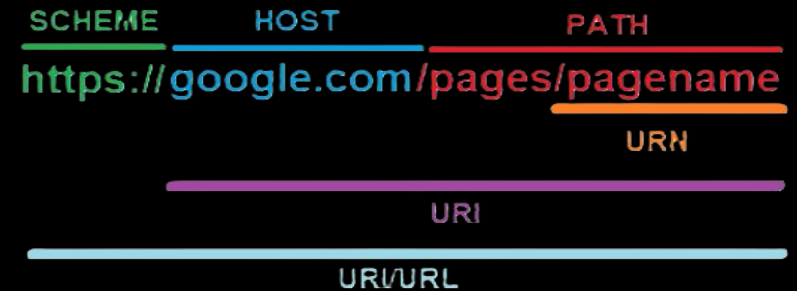 SCHEME HOST PATH
https://google.com/pages/pagename
URN
URI
URI/URL